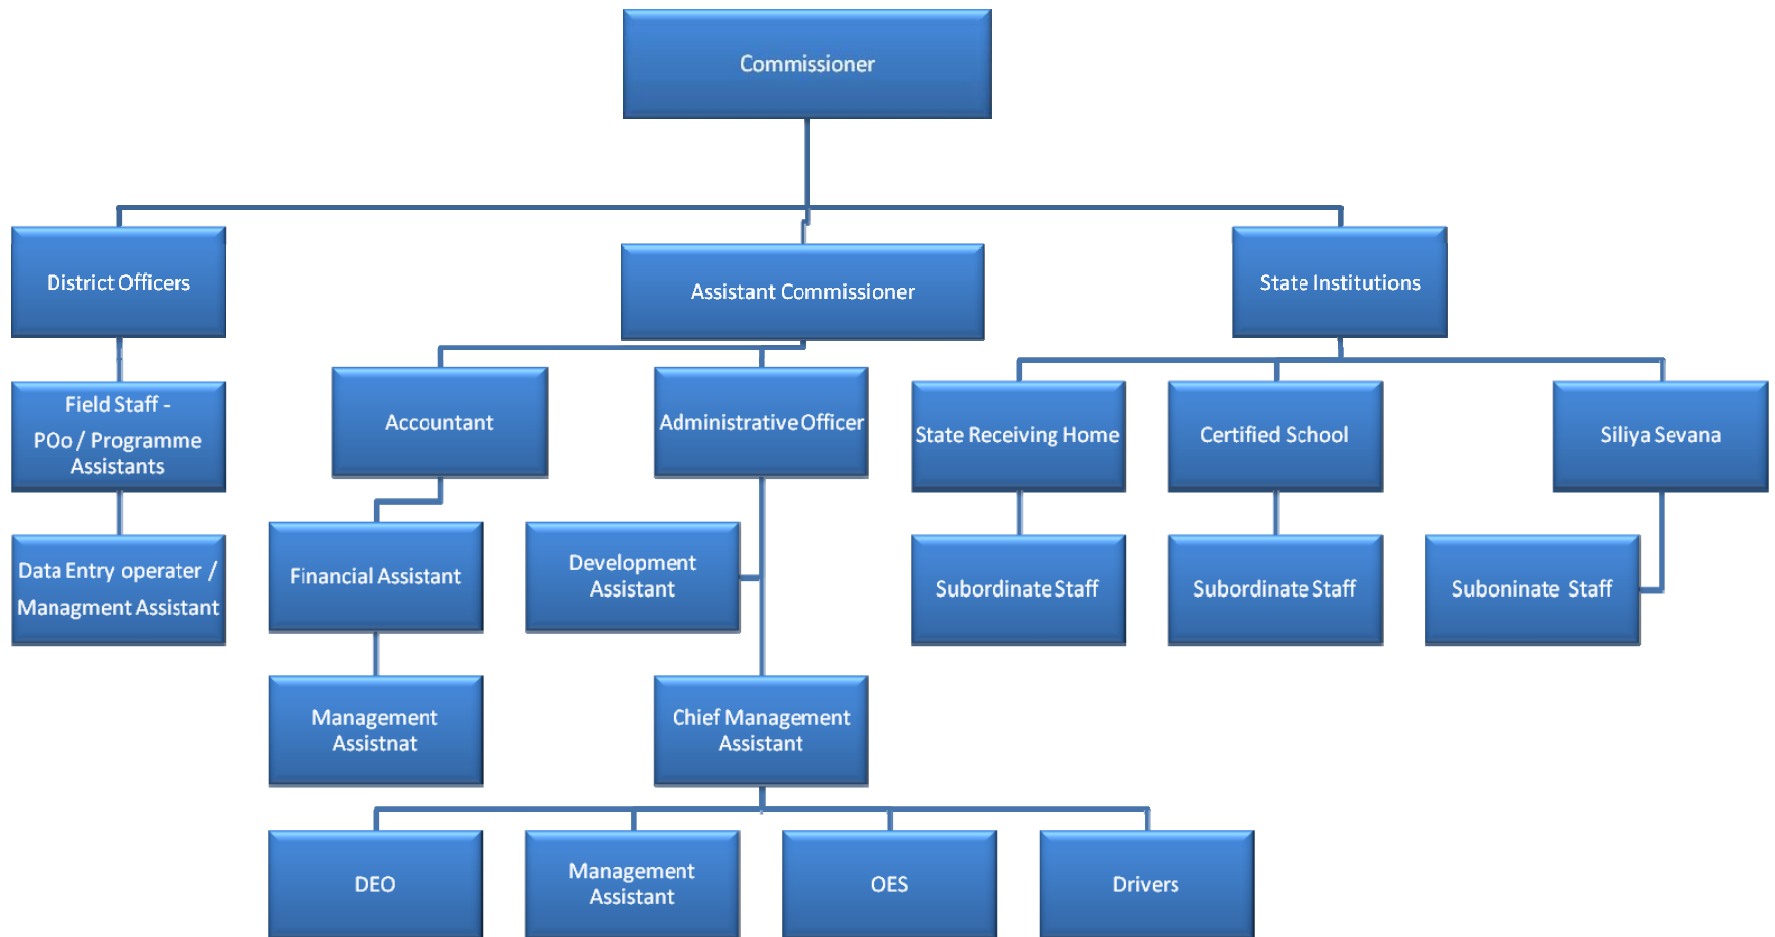 Commissioner
District Officers
Assistant Commissioner
State Institutions
Field Staff -
POo / Programme
Assistants
Accountant
Administrative Officer
State Receiving Home
Certified School
Siliya Sevana
Data Entry operater /
Managment Assistant
Financial Assistant
Development
Assistant
Subordinate Staff
Subordinate Staff
Suboninate Staff
Management
Assistnat
Chief Management
Assistant
DEO
Management
Assistant
OES
Drivers